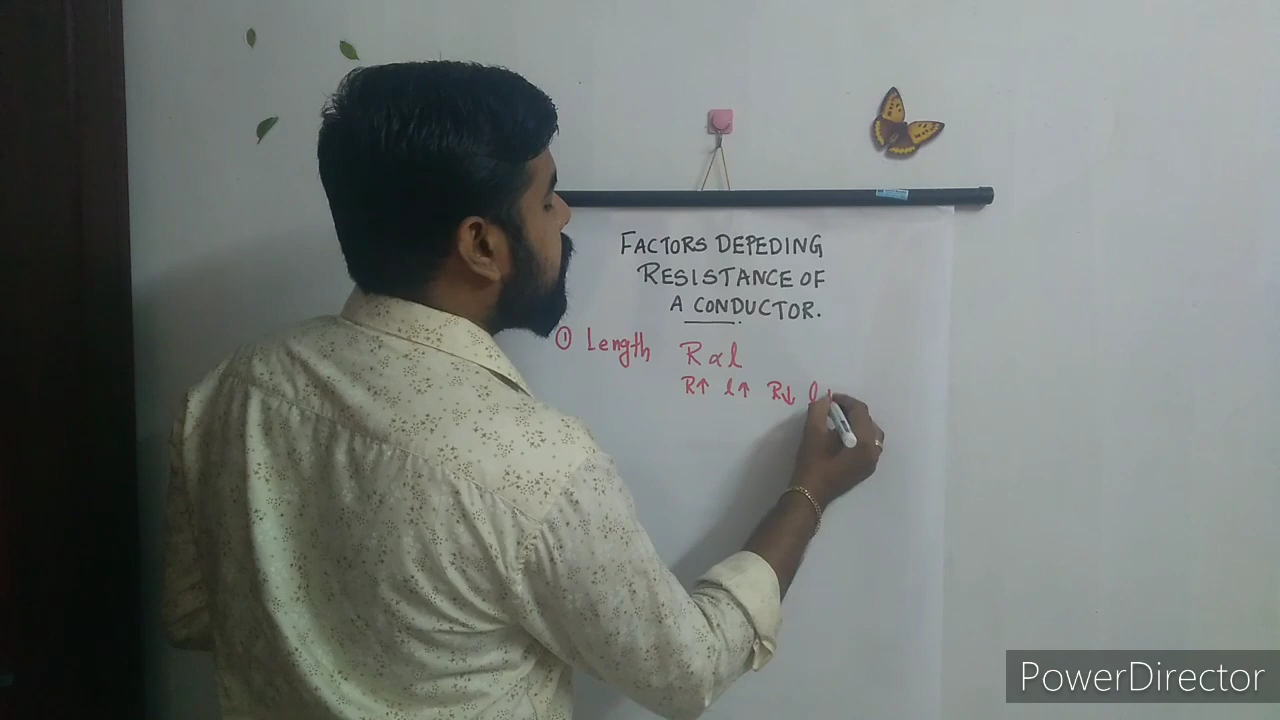 FACTORS DEPEDING
RESISTANCE OF
A CONDUCTOR.
① Length R ∝ l
R↑ l↑ R↓ l
PowerDirector